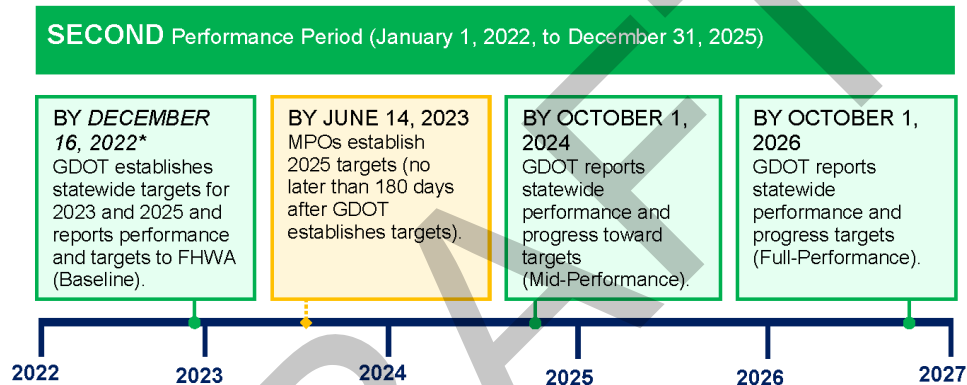 SECOND Performance Period (January 1, 2022, to December 31, 2025)
BY DECEMBER
16, 2022*
GDOT establishes
statewide targets for
2023 and 2025 and
reports performance
and targets to FHWA
(Baseline).
BY JUNE 14, 2023
MPOs establish
2025 targets (no
later than 180 days
after GDOT
establishes targets).
BY OCTOBER 1,
2024
GDOT reports
statewide
performance and
progress toward
targets
(Mid-Performance).
BY OCTOBER 1,
2026
GDOT reports
statewide
performance and
progress targets
(Full-Performance).
2022 2023 2024 2025 2026 2027
DRAFT